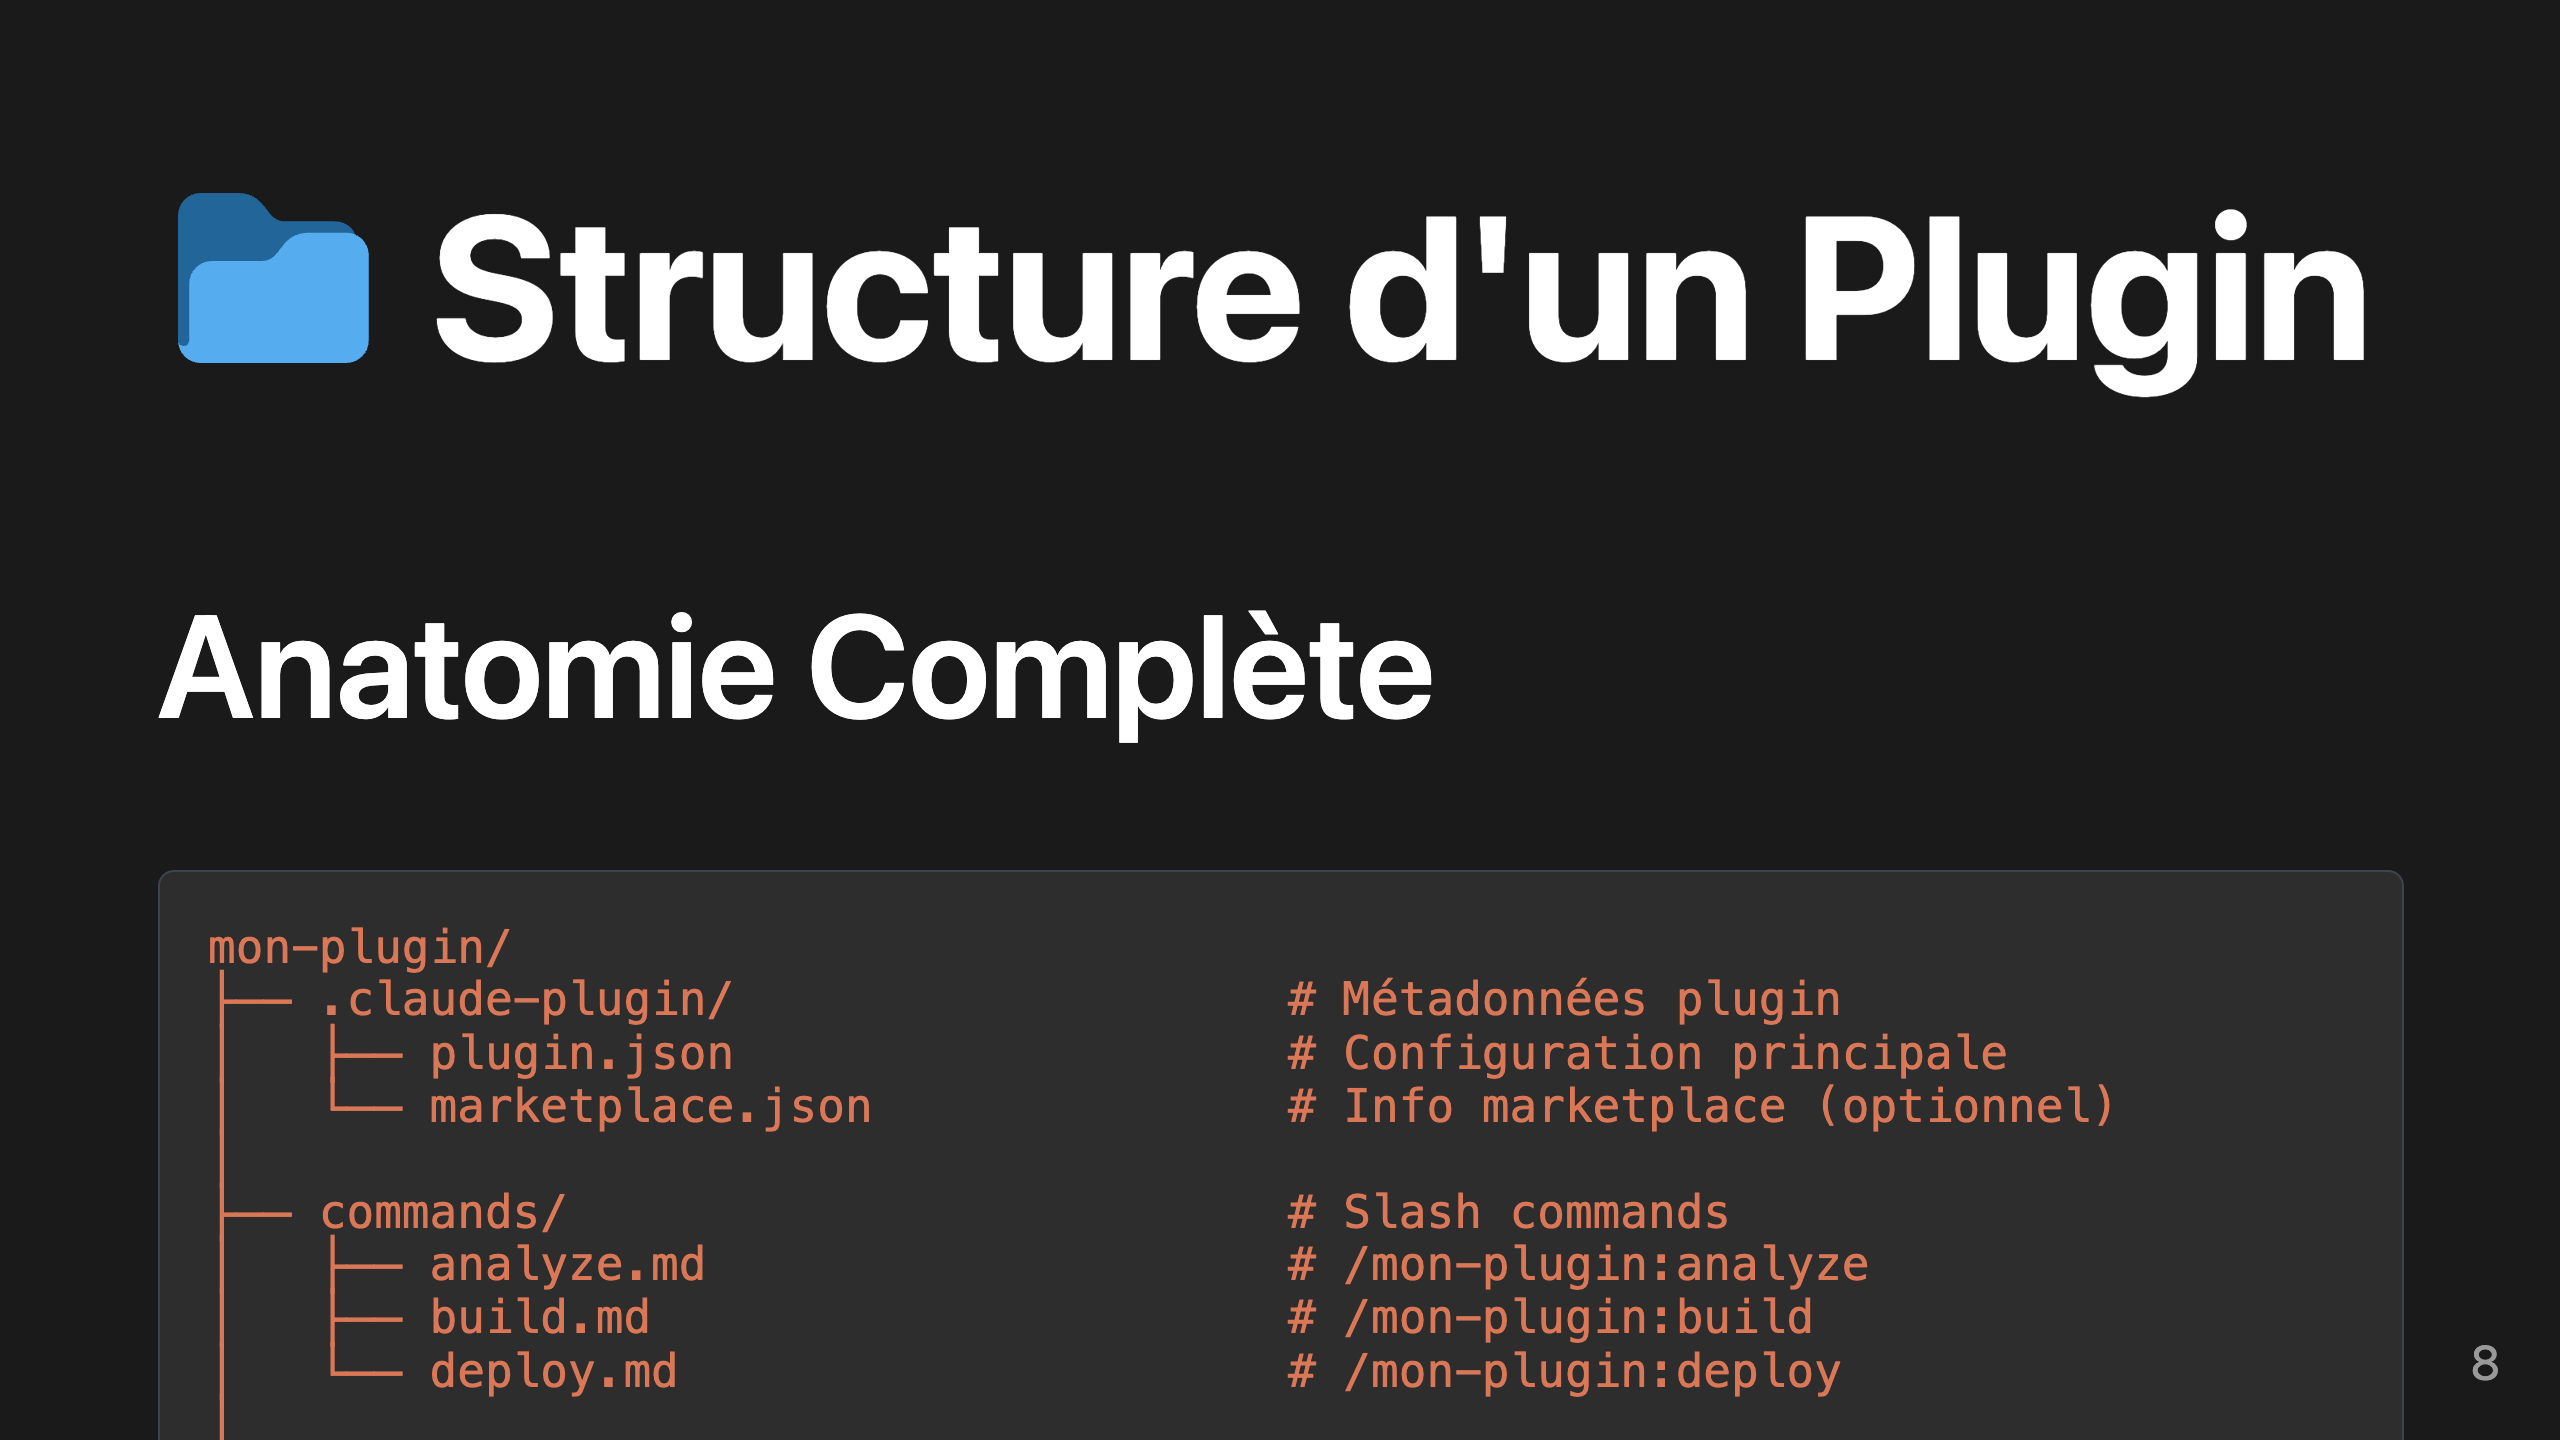 Structure d'un Plugin
Anatomie Complète
mon-plugin/
├── .claude-plugin/ # Métadonnées plugin
│   ├── plugin.json # Configuration principale
│   └── marketplace.json # Info marketplace (optionnel)
│
├── commands/ # Slash commands
│   ├── analyze.md # /mon-plugin:analyze
│   ├── build.md # /mon-plugin:build
│   └── deploy.md # /mon-plugin:deploy
│
8